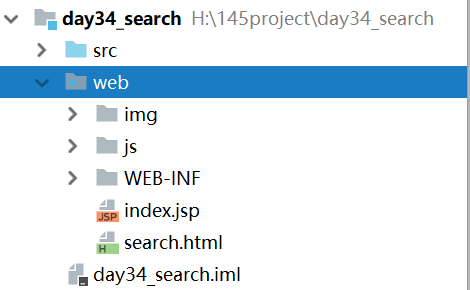 day34_search H:\145project\day34_search
src
web
img
js
WEB-INF
JSP index.jsp
H search.html
day34_search.iml